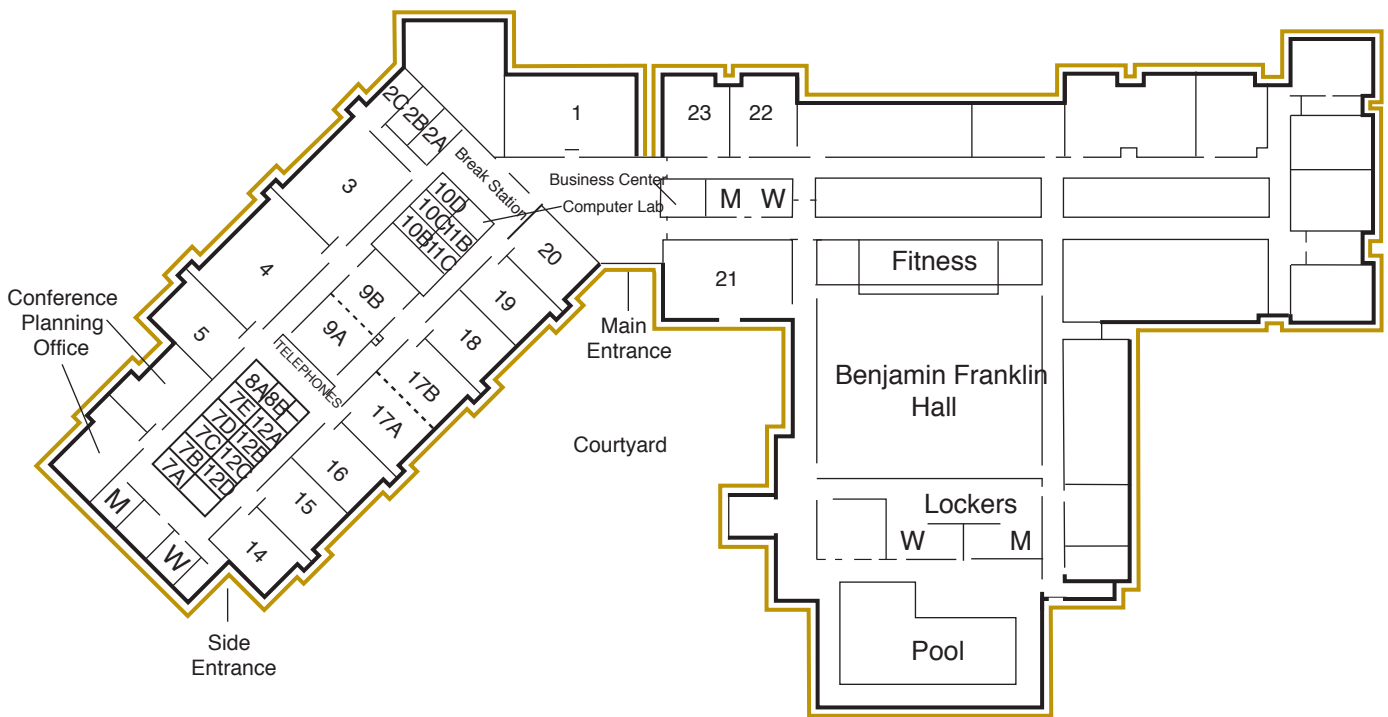 1
23
22
2C
2B
2A
Break Station
Business Center
Computer Lab
M
W
3
10D
10C
11B
10B
11C
20
4
9B
19
21
Fitness
Conference
Planning
Office
5
9A
18
Main
Entrance
TELEPHONES
17B
Benjamin Franklin
Hall
8A
8B
7E
12A
7D
12B
7C
12C
7B
12D
7A
17A
16
Courtyard
15
14
M
W
Lockers
W
M
Side
Entrance
Pool